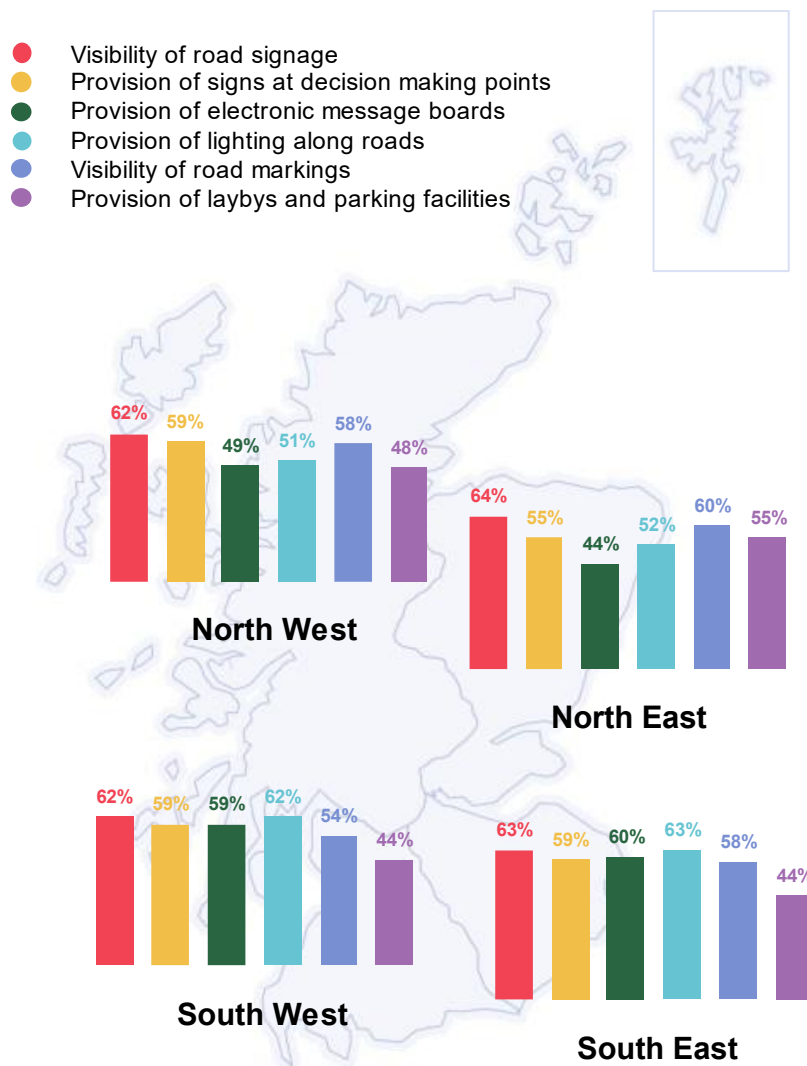 Visibility of road signage
Provision of signs at decision making points
Provision of electronic message boards
Provision of lighting along roads
Visibility of road markings
Provision of laybys and parking facilities
62% 59% 49% 51% 58% 48%
North West
64% 55% 44% 52% 60% 55%
North East
62% 59% 59% 62% 54% 44%
South West
63% 59% 60% 63% 58% 44%
South East